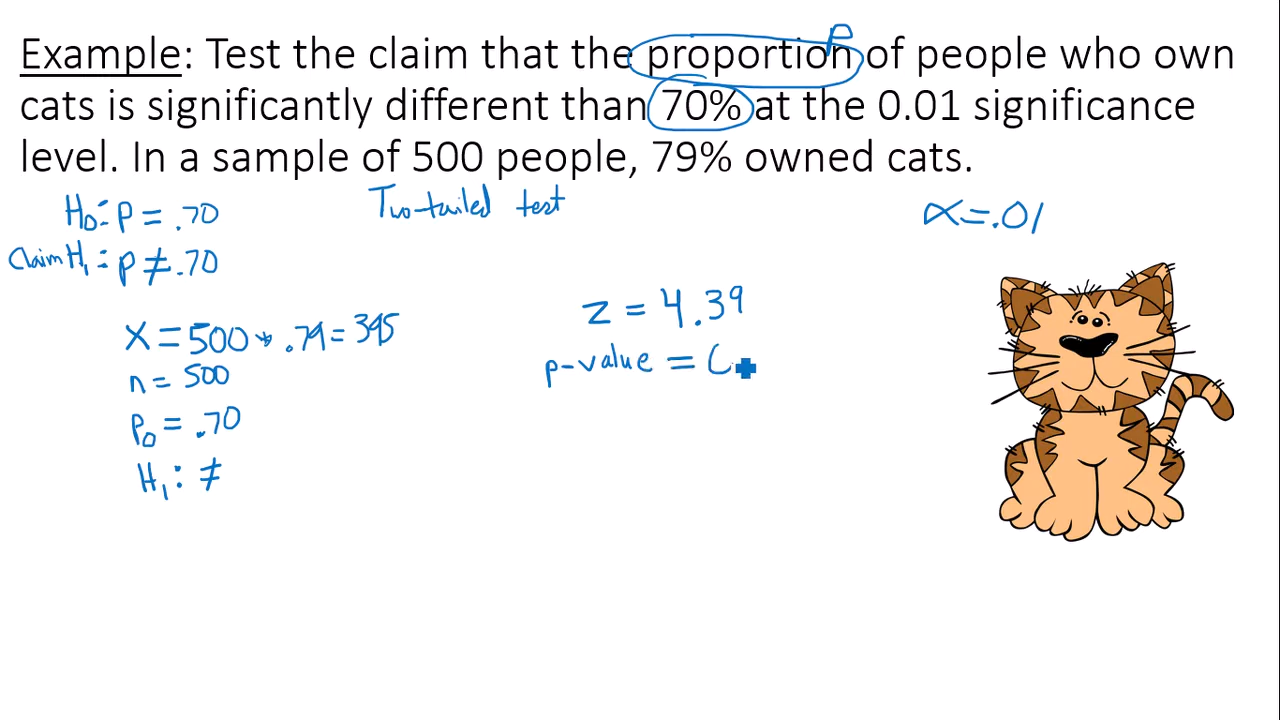 Example: Test the claim that the proportion of people who own
P
cats is significantly different than 70% at the 0.01 significance
level. In a sample of 500 people, 79% owned cats.
H0: P = .70
Two-tailed test
α = .01
Claim H1: P ≠ .70
z = 4.39
x = 500 * .79 = 395
p-value = 
n = 500
P0 = .70
H1: ≠